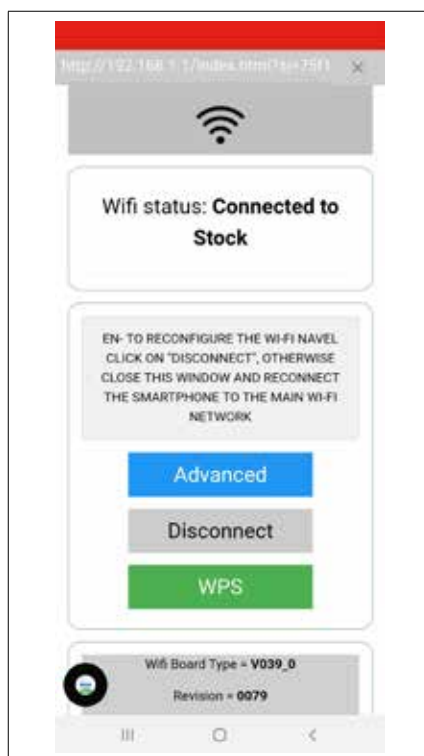 Wifi status: Connected to
Stock
EN- TO RECONFIGURE THE WI-FI NAVEL
CLICK ON "DISCONNECT", OTHERWISE
CLOSE THIS WINDOW AND RECONNECT
THE SMARTPHONE TO THE MAIN WI-FI
NETWORK
Advanced
Disconnect
WPS
Wifi Board Type = V039_0
Revision = 0079